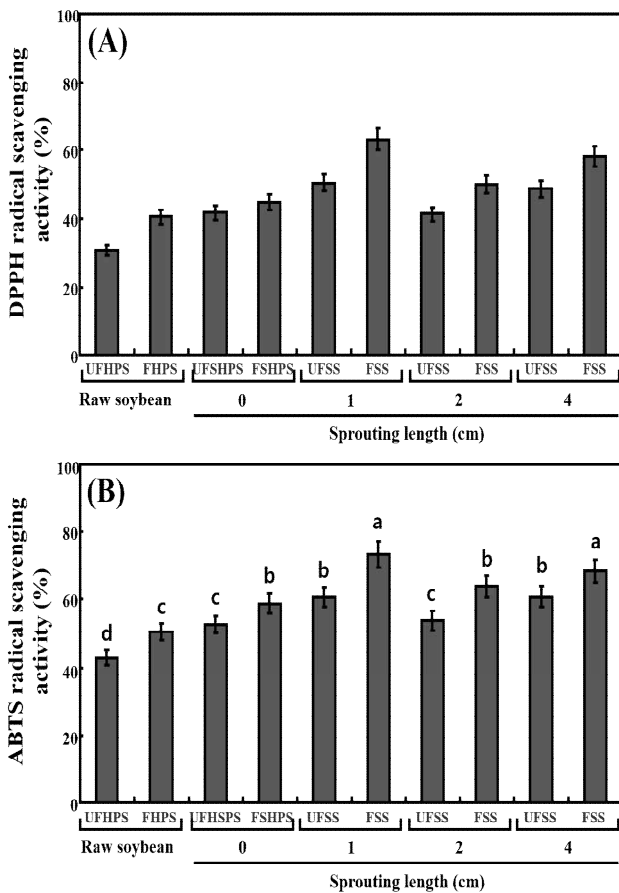 100
(A)
80
60
40
20
0
DPPH radical scavenging
activity (%)
UFHPS FHPS UFSHPS FSHPS UFSS FSS UFSS FSS UFSS FSS
Raw soybean 0 1 2 4
Sprouting length (cm)
100
(B)
80
60
40
20
0
ABTS radical scavenging
activity (%)
d c c b b a c b b a
UFHPS FHPS UFHSPS FSHPS UFSS FSS UFSS FSS UFSS FSS
Raw soybean 0 1 2 4
Sprouting length (cm)